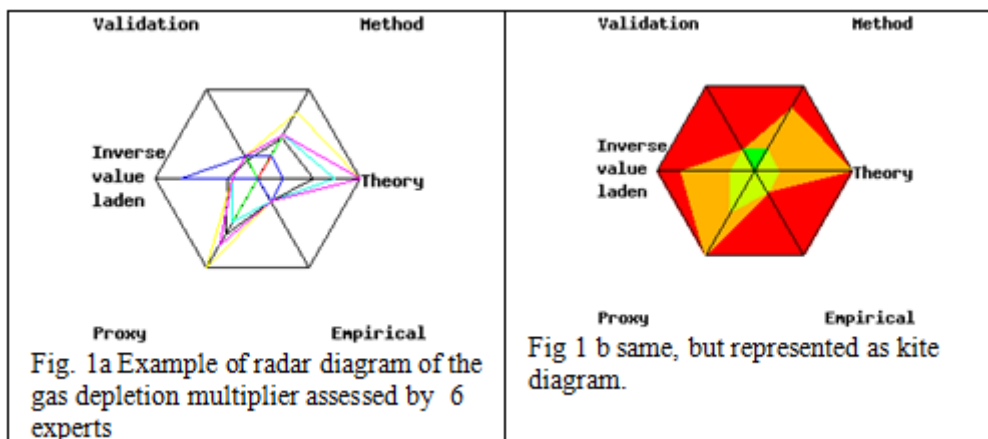 Validation Method
Inverse
value
laden
Theory
Proxy Empirical
Fig. 1a Example of radar diagram of the
gas depletion multiplier assessed by 6
experts
Validation Method
Inverse
value
laden
Theory
Proxy Empirical
Fig 1 b same, but represented as kite
diagram.